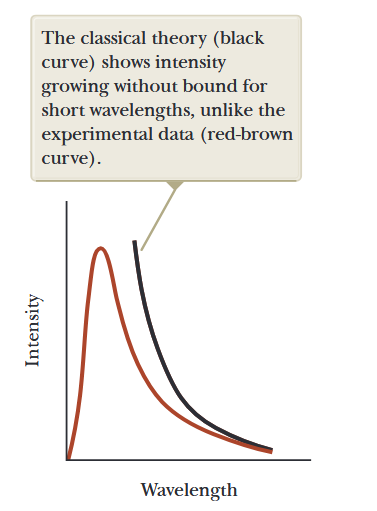 The classical theory (black
curve) shows intensity
growing without bound for
short wavelengths, unlike the
experimental data (red-brown
curve).
Intensity
Wavelength